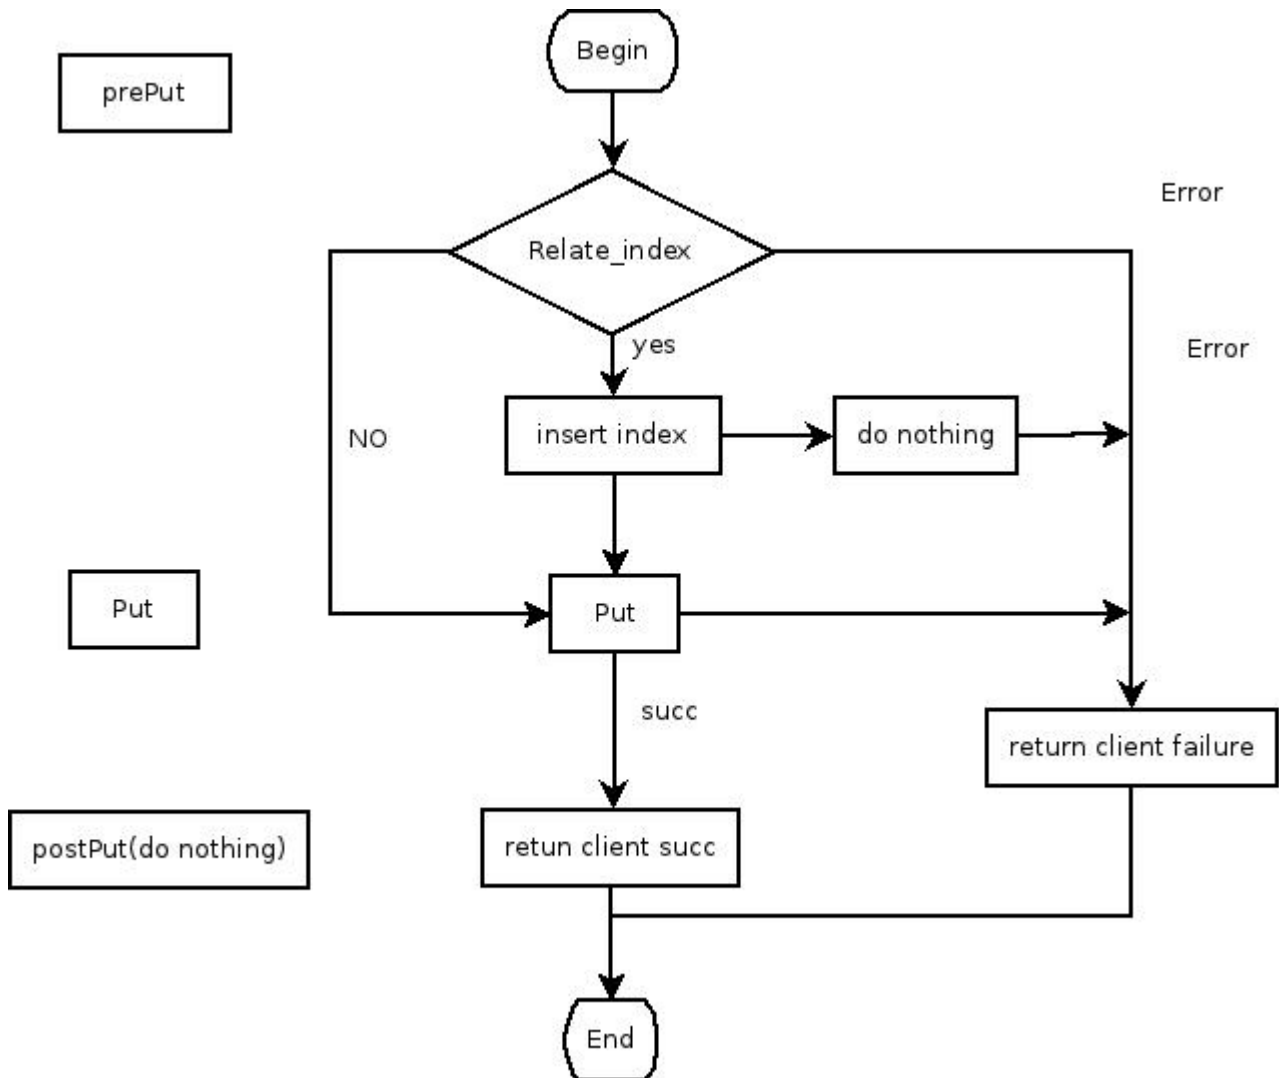 Begin
prePut
Error
Relate_index
yes
Error
NO
insert index
do nothing
Put
Put
succ
return client failure
postPut(do nothing)
retun client succ
End